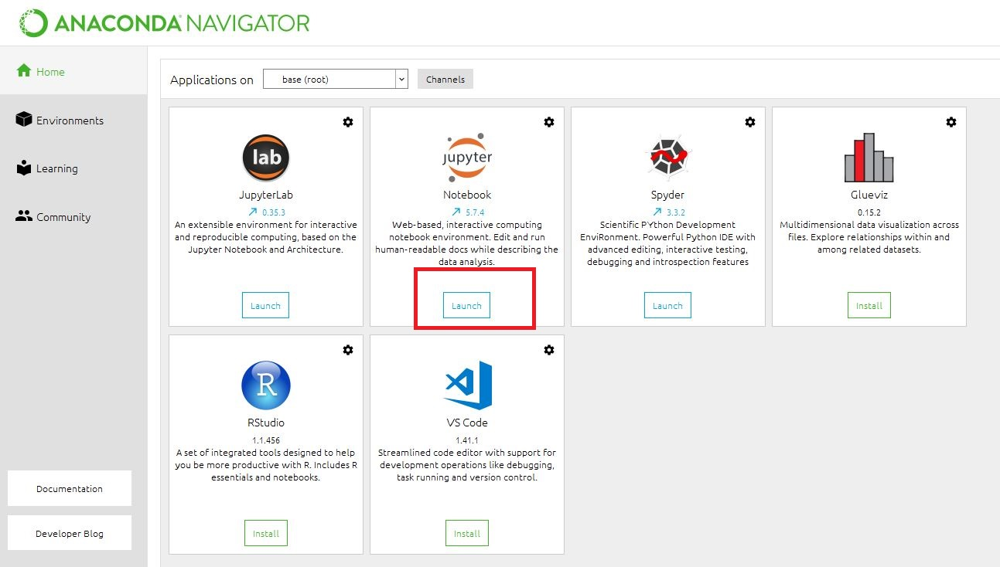 ANACONDA NAVIGATOR
Home
Environments
Learning
Community
Documentation
Developer Blog
Applications on
base (root)
Channels
lab
JupyterLab
0.35.3
An extensible environment for interactive
and reproducible computing, based on the
Jupyter Notebook and Architecture.
Launch
jupyter
Notebook
5.7.4
Web-based, interactive computing
notebook environment. Edit and run
human-readable docs while describing the
data analysis.
Launch
Spyder
3.3.2
Scientific PYthon Development
EnviRonment. Powerful Python IDE with
advanced editing, interactive testing,
debugging and introspection features
Launch
Glueviz
0.15.2
Multidimensional data visualization across
files. Explore relationships within and
among related datasets.
Install
R
RStudio
1.1.456
A set of integrated tools designed to help
you be more productive with R. Includes R
essentials and notebooks.
Install
VS Code
1.41.1
Streamlined code editor with support for
development operations like debugging,
task running and version control.
Install